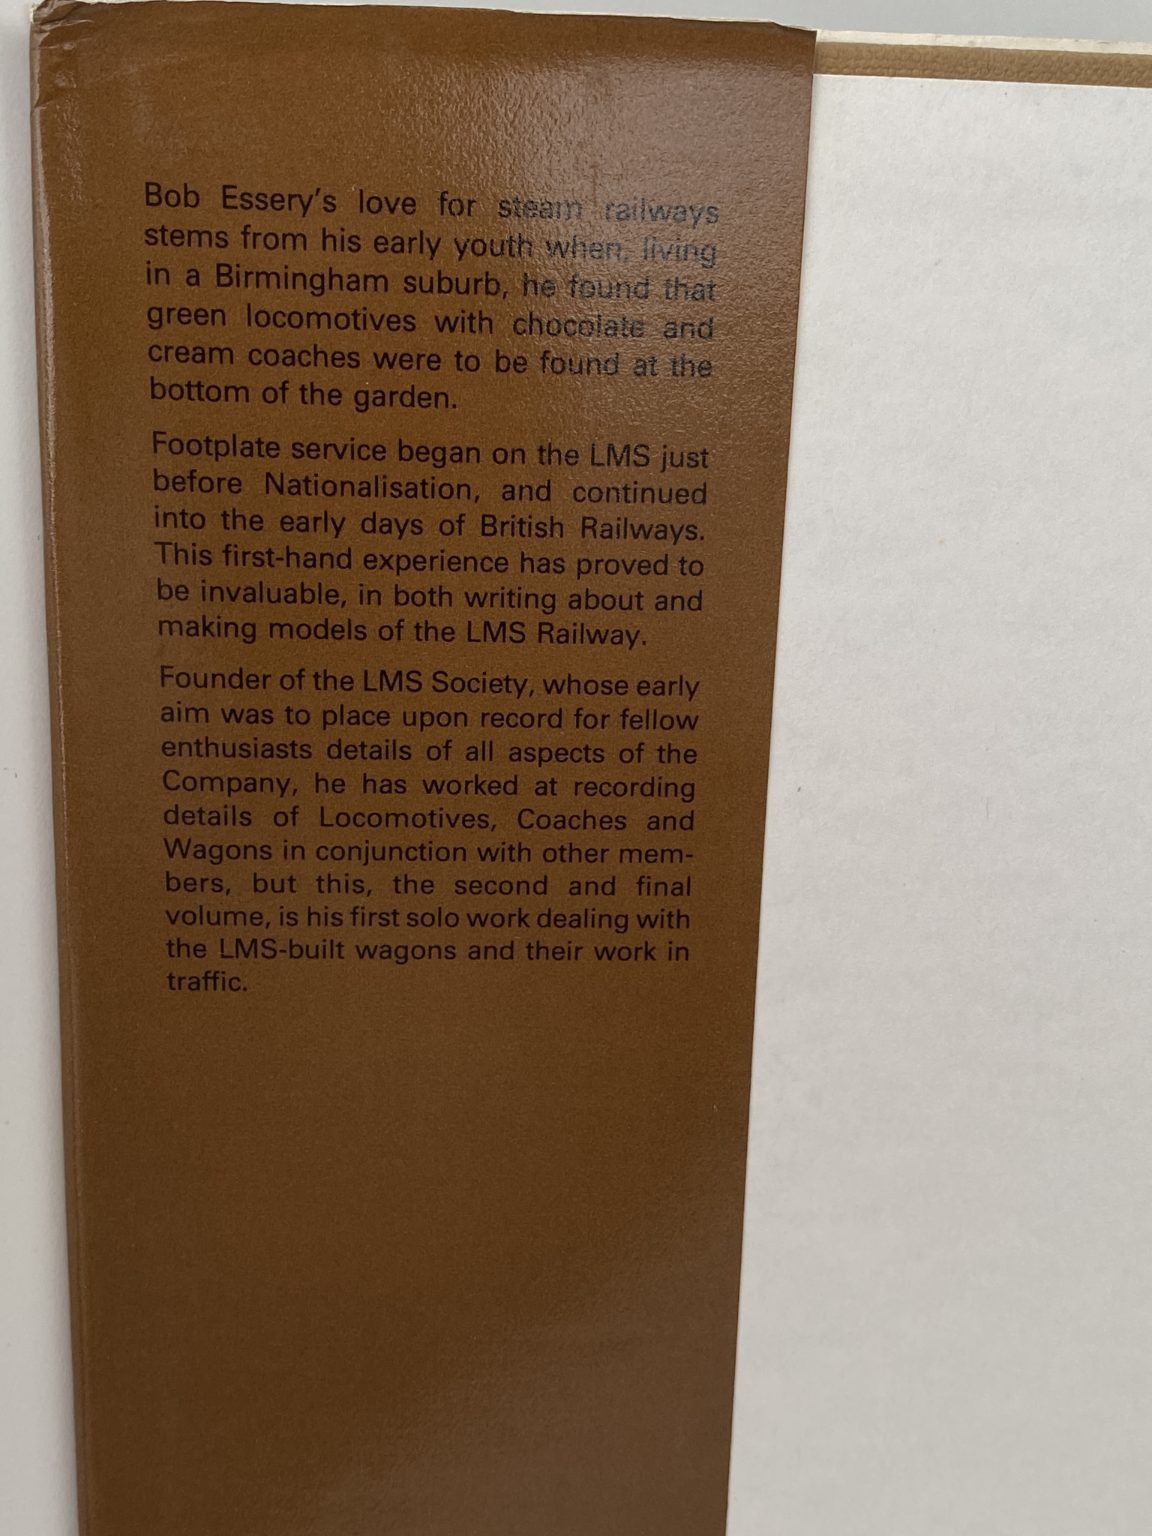 Bob Essery's love for steam railways
stems from his early youth when, living
in a Birmingham suburb, he found that
green locomotives with chocolate and
cream coaches were to be found at the
bottom of the garden.
Footplate service began on the LMS just
before Nationalisation, and continued
into the early days of British Railways.
This first-hand experience has proved to
be invaluable, in both writing about and
making models of the LMS Railway.
Founder of the LMS Society, whose early
aim was to place upon record for fellow
enthusiasts details of all aspects of the
Company, he has worked at recording
details of Locomotives, Coaches and
Wagons in conjunction with other mem-
bers, but this, the second and final
volume, is his first solo work dealing with
the LMS-built wagons and their work in
traffic.